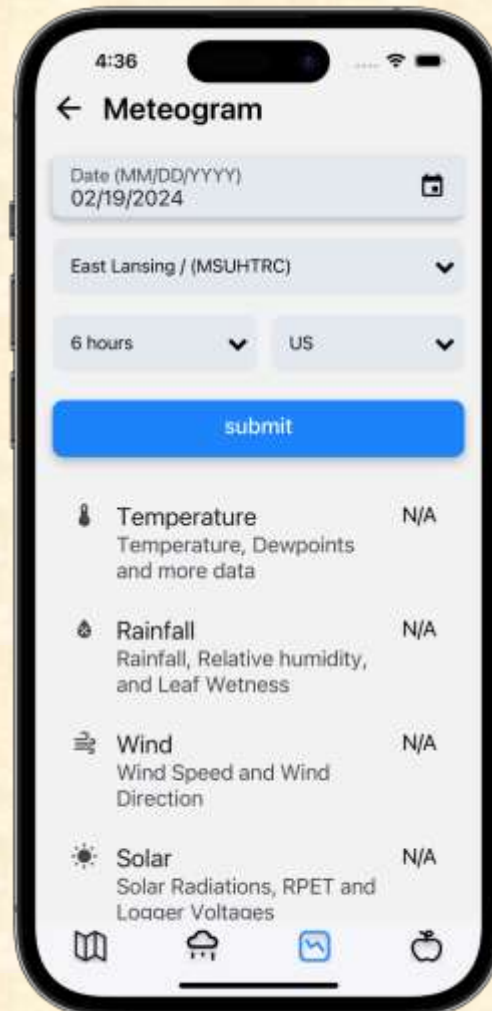 4:36
Meteogram
Date (MM/DD/YYYY)
02/19/2024
East Lansing / (MSUHTRC)
6 hours
US
submit
Temperature
N/A
Temperature, Dewpoints
and more data
Rainfall
N/A
Rainfall, Relative humidity,
and Leaf Wetness
Wind
N/A
Wind Speed and Wind
Direction
Solar
N/A
Solar Radiations, RPET and
Logger Voltages